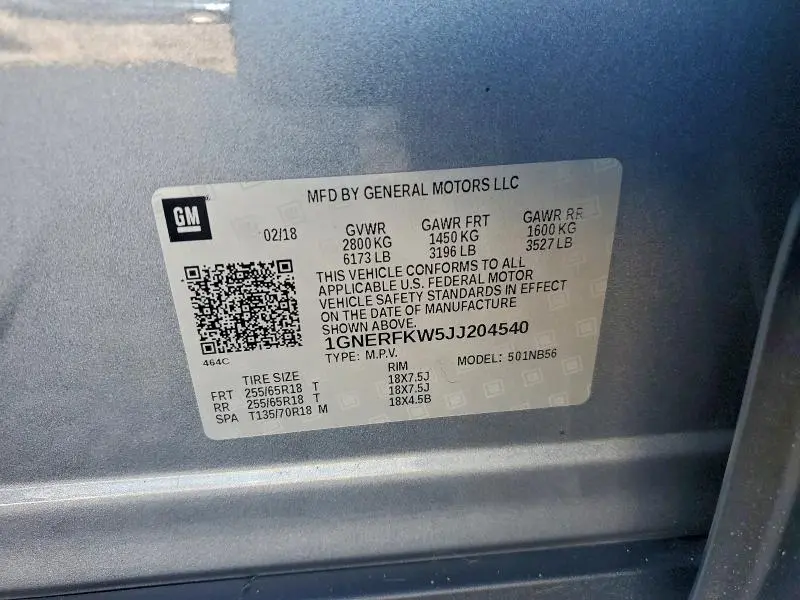 MFD BY GENERAL MOTORS LLC
GM
02/18
GVWR GAWR FRT GAWR RR
2800 KG 1450 KG 1600 KG
6173 LB 3196 LB 3527 LB
THIS VEHICLE CONFORMS TO ALL
APPLICABLE U.S. FEDERAL MOTOR
VEHICLE SAFETY STANDARDS IN EFFECT
ON THE DATE OF MANUFACTURE
SHOWN ABOVE.
1GNERFKW5JJ204540
464C
TYPE: M.P.V. MODEL: 501NB56
TIRE SIZE RIM
FRT 255/65R18 T 18X7.5J
RR 255/65R18 T 18X7.5J
SPA T135/70R18 M 18X4.5B